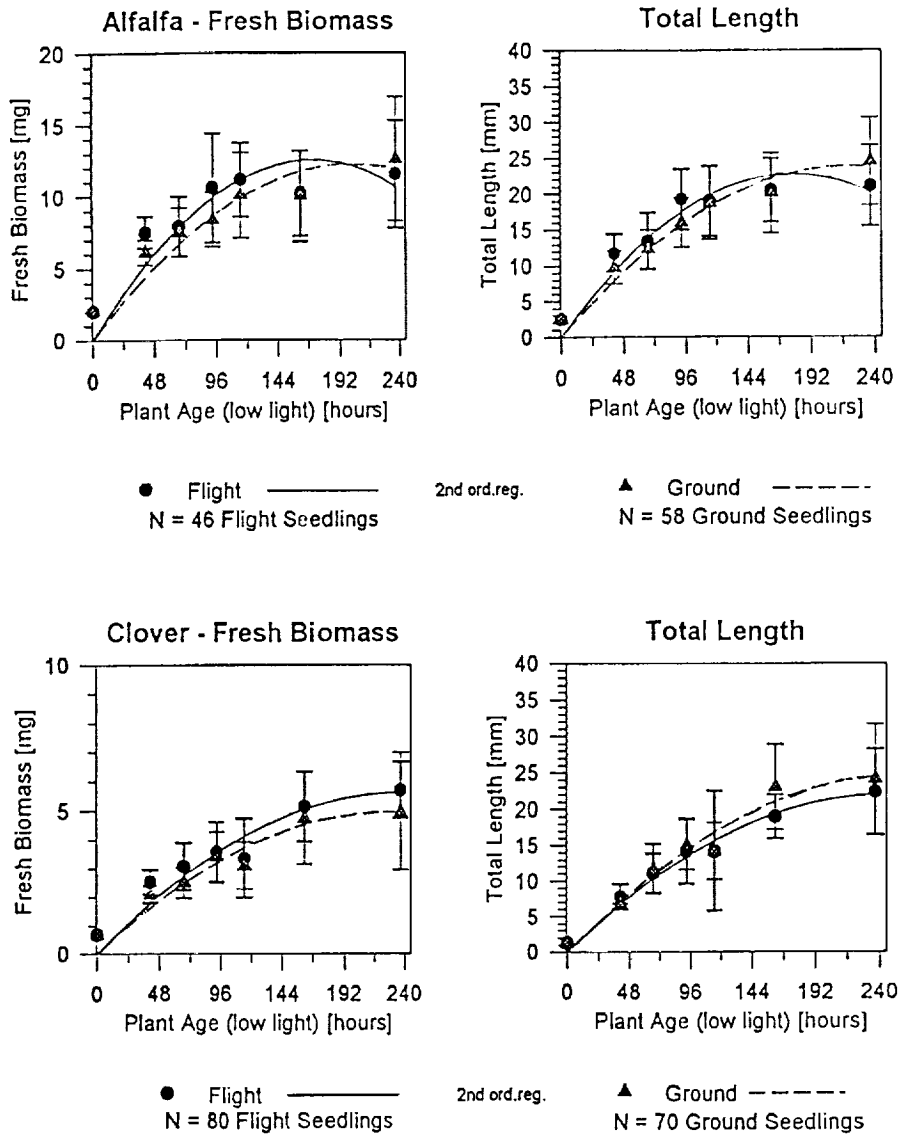 Alfalfa - Fresh Biomass
Fresh Biomass [mg]
20
15
10
5
0
0 48 96 144 192 240
Plant Age (low light) [hours]
Total Length
Total Length [mm]
40
35
30
25
20
15
10
5
0
0 48 96 144 192 240
Plant Age (low light) [hours]
Flight 2nd ord.reg. Ground
N = 46 Flight Seedlings N = 58 Ground Seedlings
Clover - Fresh Biomass
Fresh Biomass [mg]
10
5
0
0 48 96 144 192 240
Plant Age (low light) [hours]
Total Length
Total Length [mm]
40
35
30
25
20
15
10
5
0
0 48 96 144 192 240
Plant Age (low light) [hours]
Flight 2nd ord.reg. Ground
N = 80 Flight Seedlings N = 70 Ground Seedlings